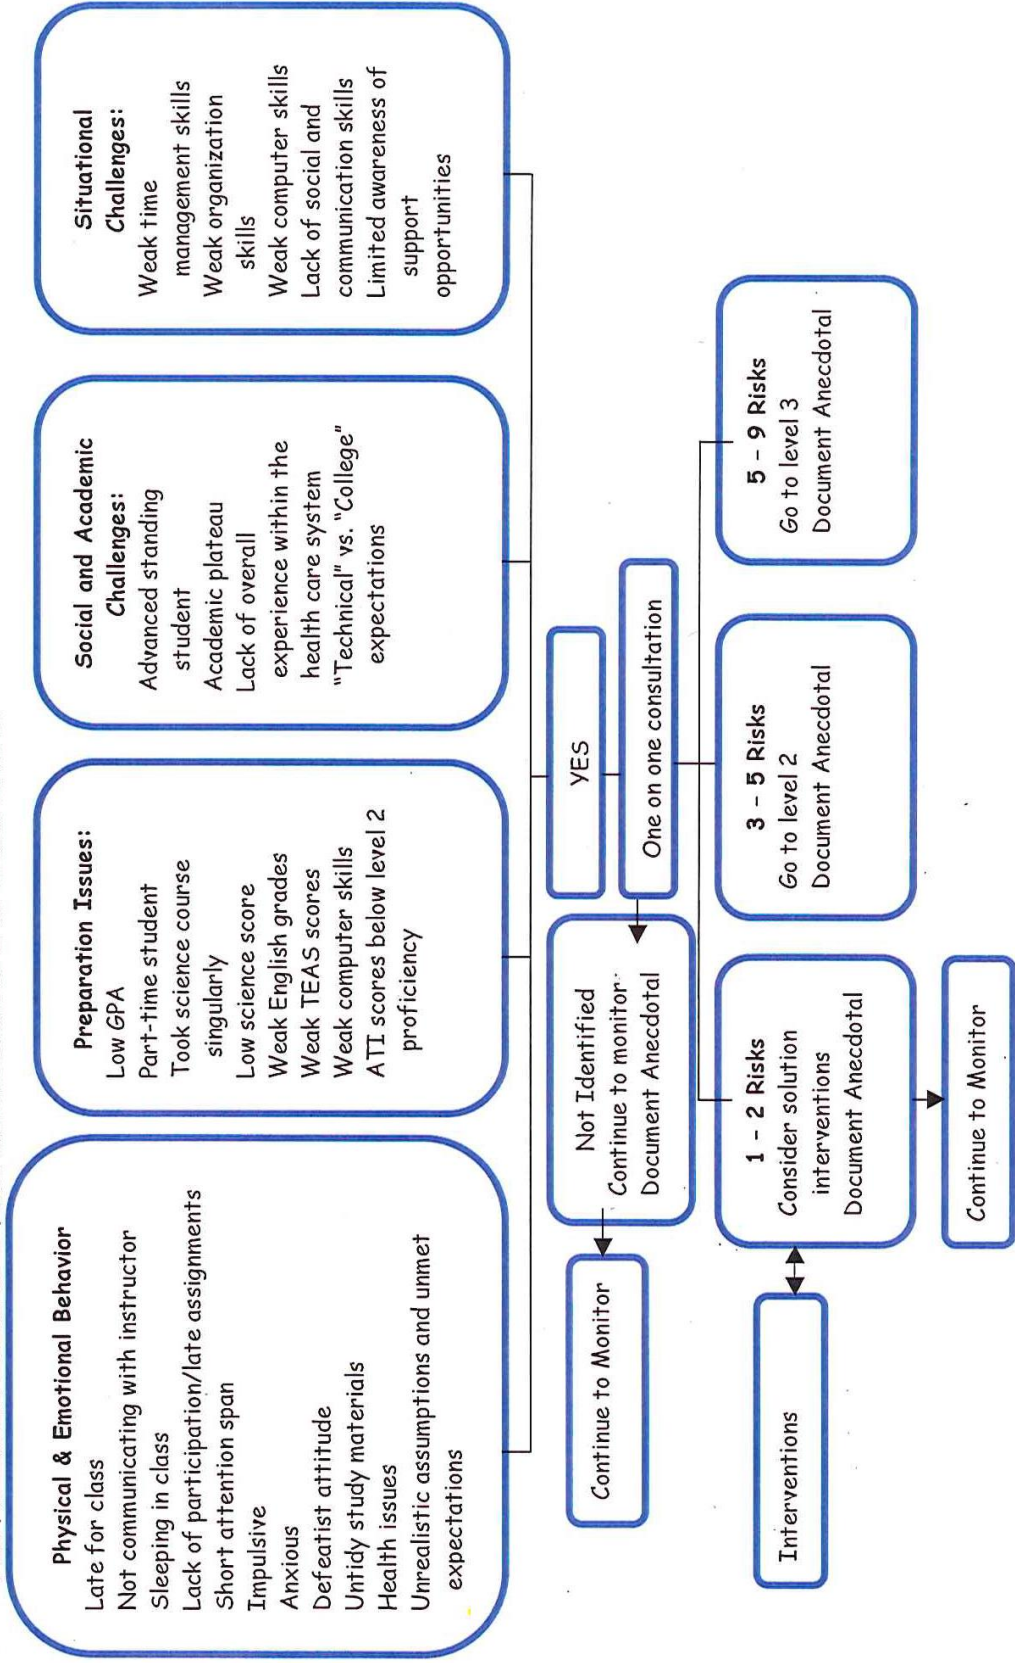 Physical & Emotional Behavior
Late for class
Not communicating with instructor
Sleeping in class
Lack of participation/late assignments
Short attention span
Impulsive
Anxious
Defeatist attitude
Untidy study materials
Health issues
Unrealistic assumptions and unmet
expectations
Preparation Issues:
Low GPA
Part-time student
Took science course
singularly
Low science score
Weak English grades
Weak TEAS scores
Weak computer skills
ATI scores below level 2
proficiency
Social and Academic
Challenges:
Advanced standing
student
Academic plateau
Lack of overall
experience within the
health care system
"Technical" vs. "College"
expectations
Situational
Challenges:
Weak time
management skills
Weak organization
skills
Weak computer skills
Lack of social and
communication skills
Limited awareness of
support
opportunities
YES
One on one consultation
Not Identified
Continue to monitor
Document Anecdotal
Continue to Monitor
1 - 2 Risks
Consider solution
interventions
Document Anecdotal
3 - 5 Risks
Go to level 2
Document Anecdotal
5 - 9 Risks
Go to level 3
Document Anecdotal
Interventions
Continue to Monitor